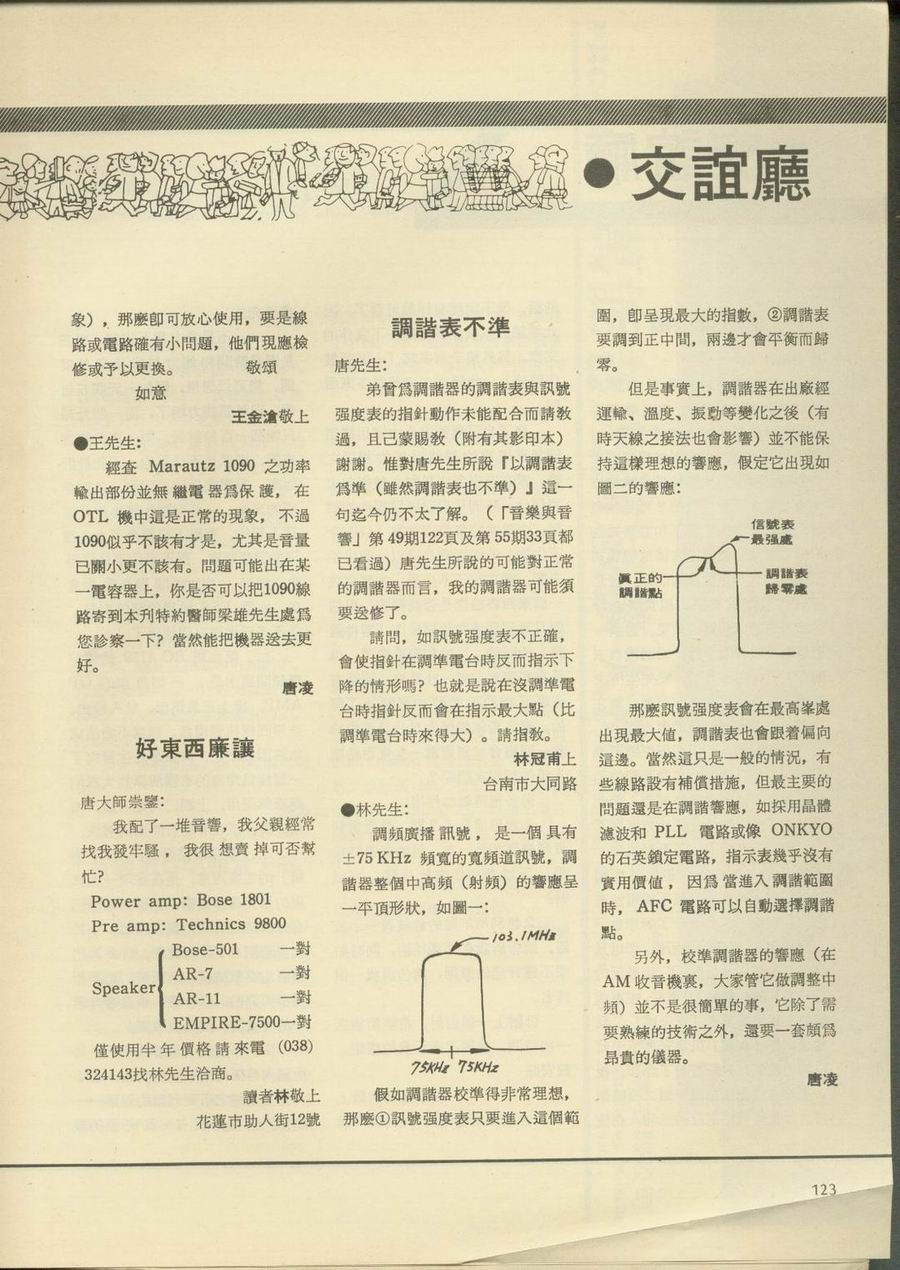 ●交誼廳
象），那麽卽可放心使用，要是線
路或電路確有小問題，他們現應檢
修或予以更換。　　　敬頌
如意
王金滄敬上
●王先生：
經查 Marautz 1090 之功率
輸出部份並無繼電器爲保護，在
OTL 機中這是正常的現象，不過
1090似乎不該有才是，尤其是音量
已關小更不該有。問題可能出在某
一電容器上，你是否可以把1090線
路寄到本刊特約醫師梁雄先生處爲
您診察一下？當然能把機器送去更
好。
唐凌
好東西廉讓
唐大師崇鑒：
我配了一堆音響，我父親經常
找我發牢騷，我很想賣掉可否幫
忙？
Power amp: Bose 1801
Pre amp: Technics 9800
Speaker
Bose-501 一對
AR-7 一對
AR-11 一對
EMPIRE-7500一對
僅使用半年價格請來電 (038)
324143找林先生洽商。
讀者林敬上
花蓮市助人街12號
調諧表不準
唐先生：
弟曾爲調諧器的調諧表與訊號
强度表的指針動作未能配合而請敎
過，且已蒙賜敎（附有其影印本）
謝謝。惟對唐先生所說『以調諧表
爲準（雖然調諧表也不準）』這一
句迄今仍不太了解。（「音樂與音
響」第49期122頁及第55期33頁都
已看過）唐先生所說的可能對正常
的調諧器而言，我的調諧器可能須
要送修了。
請問，如訊號强度表不正確，
會使指針在調準電台時反而指示下
降的情形嗎？也就是說在沒調準電
台時指針反而會在指示最大點（比
調準電台時來得大）。請指敎。
林冠甫上
台南市大同路
●林先生：
調頻廣播訊號，是一個具有
±75 KHz 頻寬的寬頻道訊號，調
諧器整個中高頻（射頻）的響應呈
一平頂形狀，如圖一：
103.1MHz
75KHz 75KHz
假如調諧器校準得非常理想，
那麽①訊號强度表只要進入這個範
圍，卽呈現最大的指數，②調諧表
要調到正中間，兩邊才會平衡而歸
零。
但是事實上，調諧器在出廠經
運輸、溫度、振動等變化之後（有
時天線之接法也會影響）並不能保
持這樣理想的響應，假定它出現如
圖二的響應：
信號表
最强處
眞正的
調諧點
調諧表
歸零處
那麽訊號强度表會在最高峯處
出現最大値，調諧表也會跟着偏向
這邊。當然這只是一般的情況，有
些線路設有補償措施，但最主要的
問題還是在調諧響應，如採用晶體
濾波和 PLL 電路或像 ONKYO
的石英鎖定電路，指示表幾乎沒有
實用價値，因爲當進入調諧範圍
時，AFC 電路可以自動選擇調諧
點。
另外，校準調諧器的響應（在
AM 收音機裏，大家管它做調整中
頻）並不是很簡單的事，它除了需
要熟練的技術之外，還要一套頗爲
昂貴的儀器。
唐凌
123